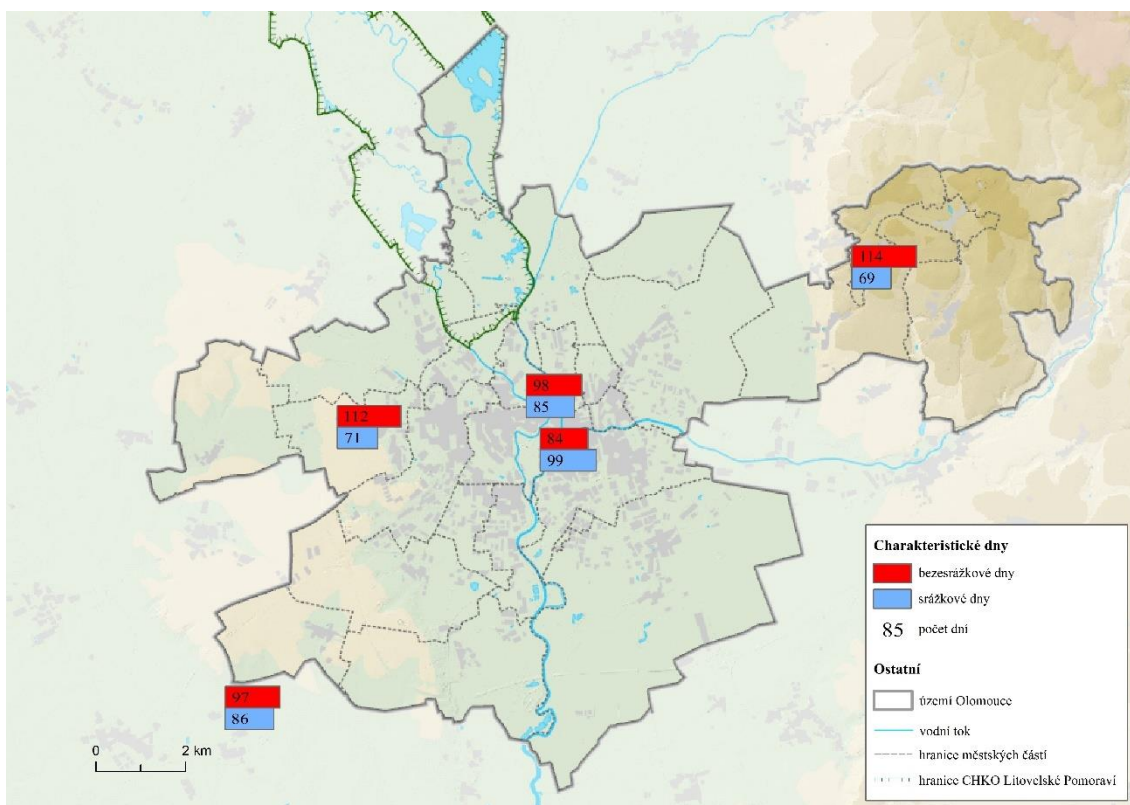 114
69
98
85
112
71
84
99
97
86
0 2 km
Charakteristické dny
bezesrážkové dny
srážkové dny
85 počet dní
Ostatní
území Olomouce
vodní tok
hranice městských částí
hranice CHKO Litovelské Pomoraví